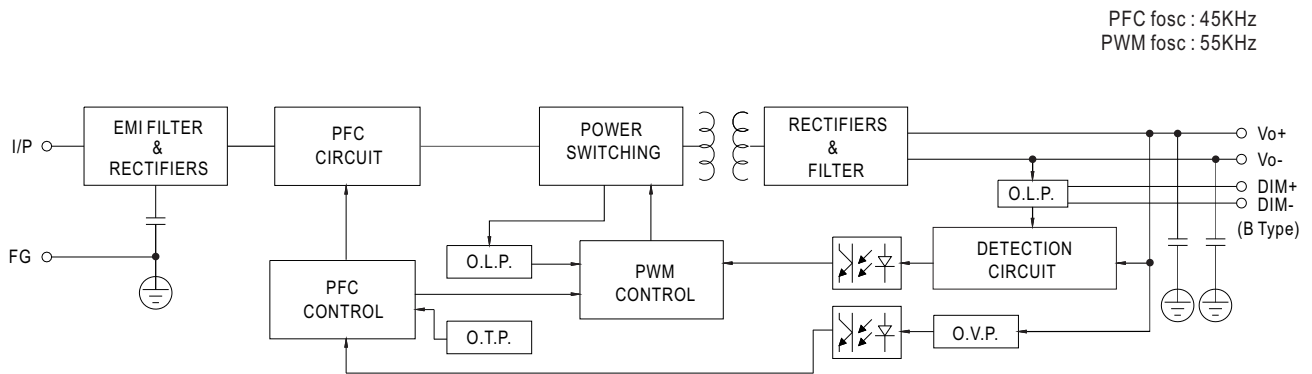 PFC fosc : 45KHz
PWM fosc : 55KHz
I/P
EMI FILTER
&
RECTIFIERS
PFC
CIRCUIT
POWER
SWITCHING
RECTIFIERS
&
FILTER
Vo+
Vo-
DIM+
DIM-
(B Type)
O.L.P.
FG
O.L.P.
PFC
CONTROL
PWM
CONTROL
DETECTION
CIRCUIT
O.T.P.
O.V.P.